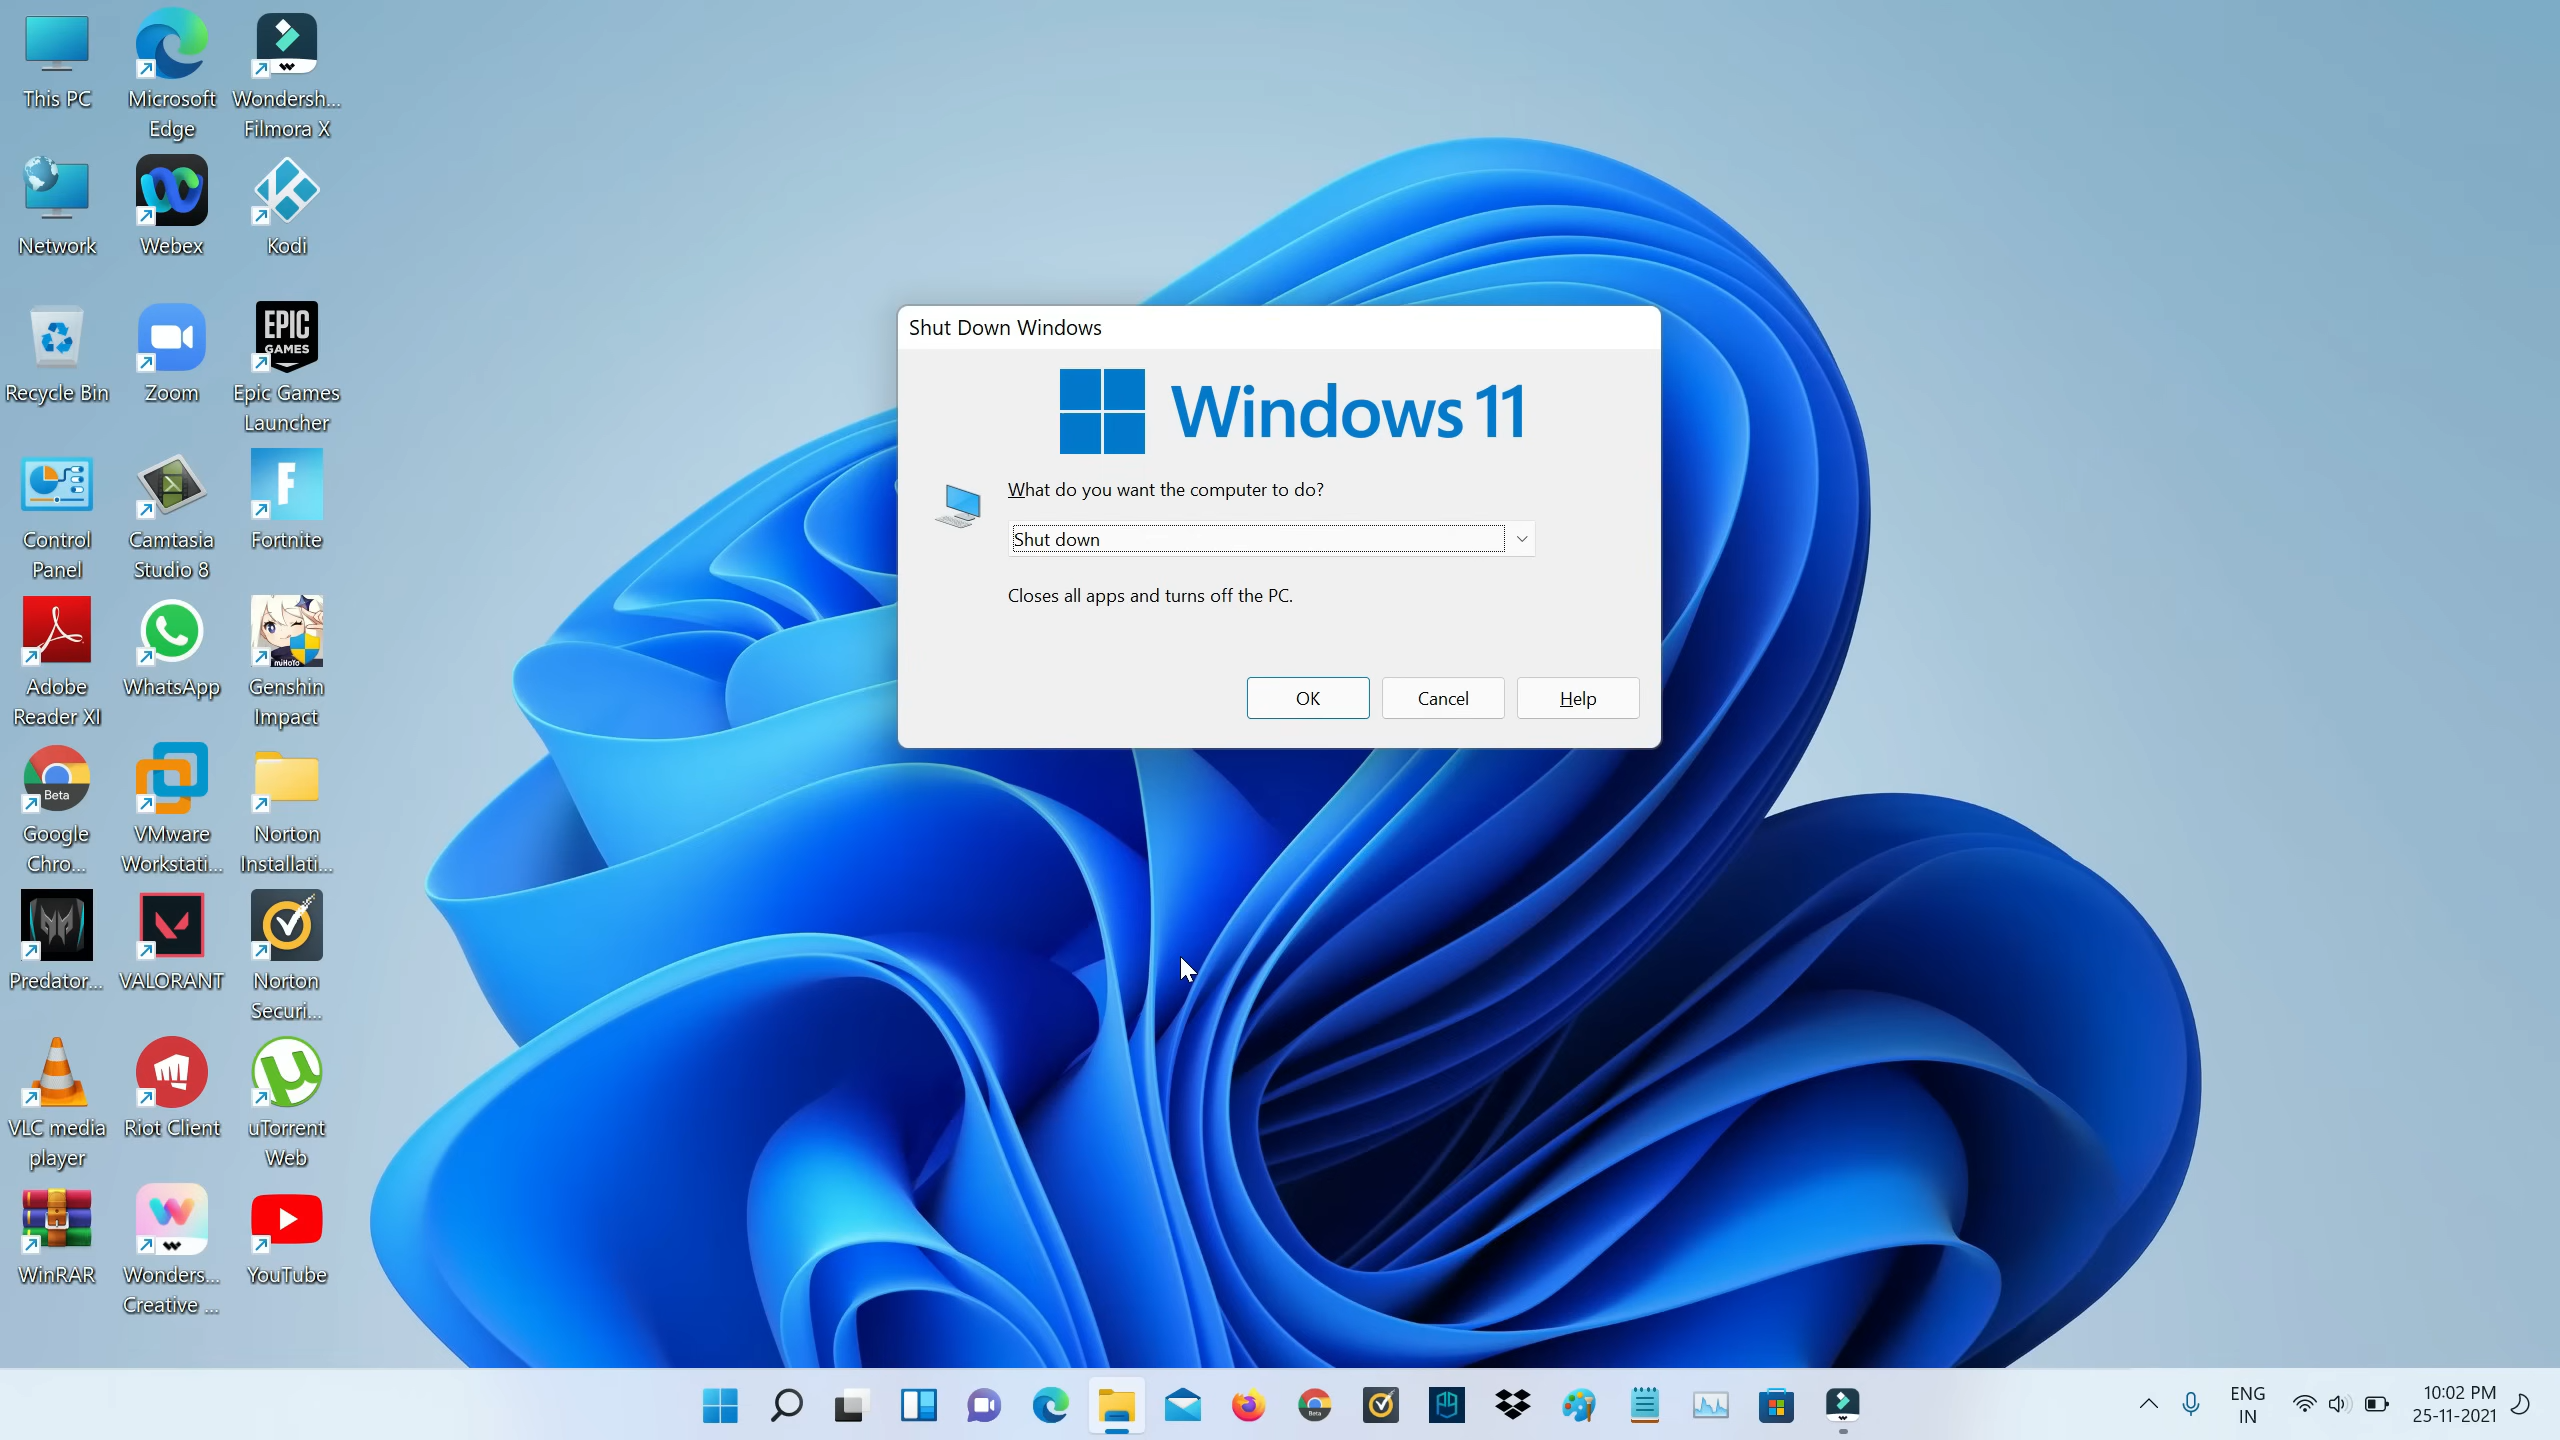 This PC
Microsoft
Edge
Wondersh...
Filmora X
Network
Webex
Kodi
Recycle Bin
Zoom
EPIC
GAMES
Epic Games
Launcher
Control
Panel
Camtasia
Studio 8
F
Fortnite
Adobe
Reader XI
WhatsApp
miHoYo
Genshin
Impact
Beta
Google
Chro...
VMware
Workstati...
Norton
Installati...
Predator...
VALORANT
Norton
Securi...
VLC media
player
Riot Client
uTorrent
Web
WinRAR
Wonders...
Creative ...
YouTube
Shut Down Windows
Windows 11
What do you want the computer to do?
Shut down
Closes all apps and turns off the PC.
OK
Cancel
Help
Beta
ENG
IN
10:02 PM
25-11-2021